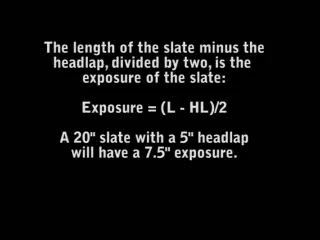 The length of the slate minus the
headlap, divided by two, is the
exposure of the slate:
Exposure = (L - HL)/2
A 20" slate with a 5" headlap
will have a 7.5" exposure.